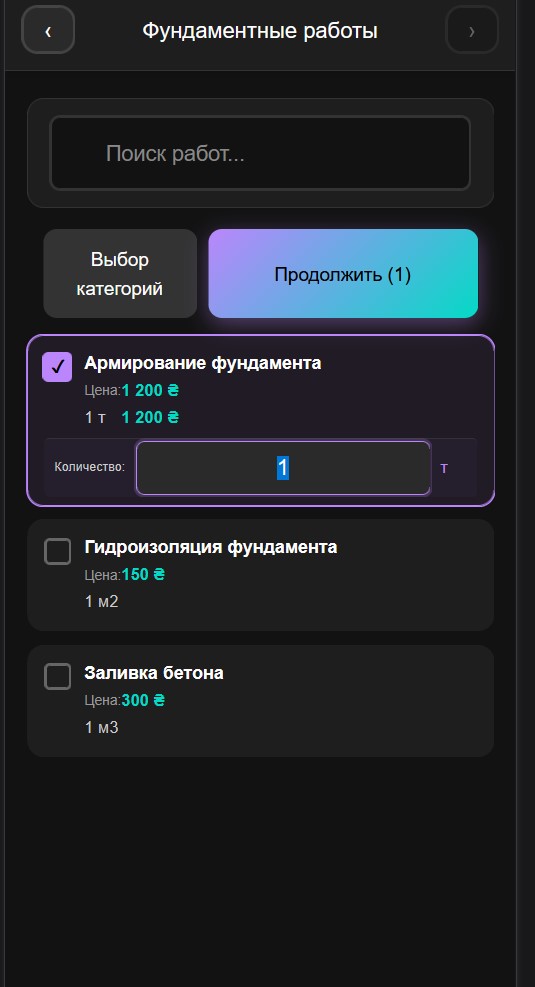 ‹ Фундаментные работы ›
Поиск работ...
Выбор
категорий
Продолжить (1)
✓ Армирование фундамента
Цена:1 200 ₴
1 т 1 200 ₴
Количество: 1 т
Гидроизоляция фундамента
Цена:150 ₴
1 м2
Заливка бетона
Цена:300 ₴
1 м3